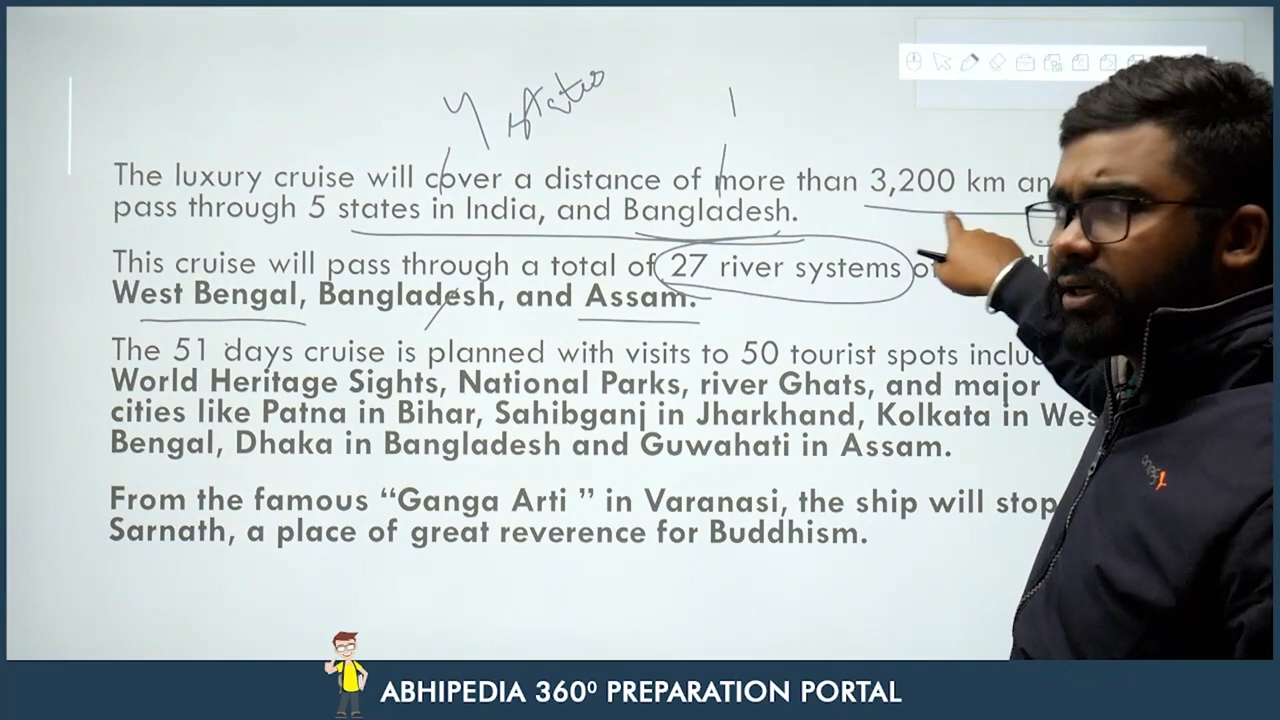 The luxury cruise will cover a distance of more than 3,200 km an
pass through 5 states in India, and Bangladesh.
This cruise will pass through a total of 27 river systems
West Bengal, Bangladesh, and Assam.
The 51 days cruise is planned with visits to 50 tourist spots inclu
World Heritage Sights, National Parks, river Ghats, and major
cities like Patna in Bihar, Sahibganj in Jharkhand, Kolkata in Wes
Bengal, Dhaka in Bangladesh and Guwahati in Assam.
From the famous “Ganga Arti ” in Varanasi, the ship will stop
Sarnath, a place of great reverence for Buddhism.
ABHIPEDIA 360⁰ PREPARATION PORTAL